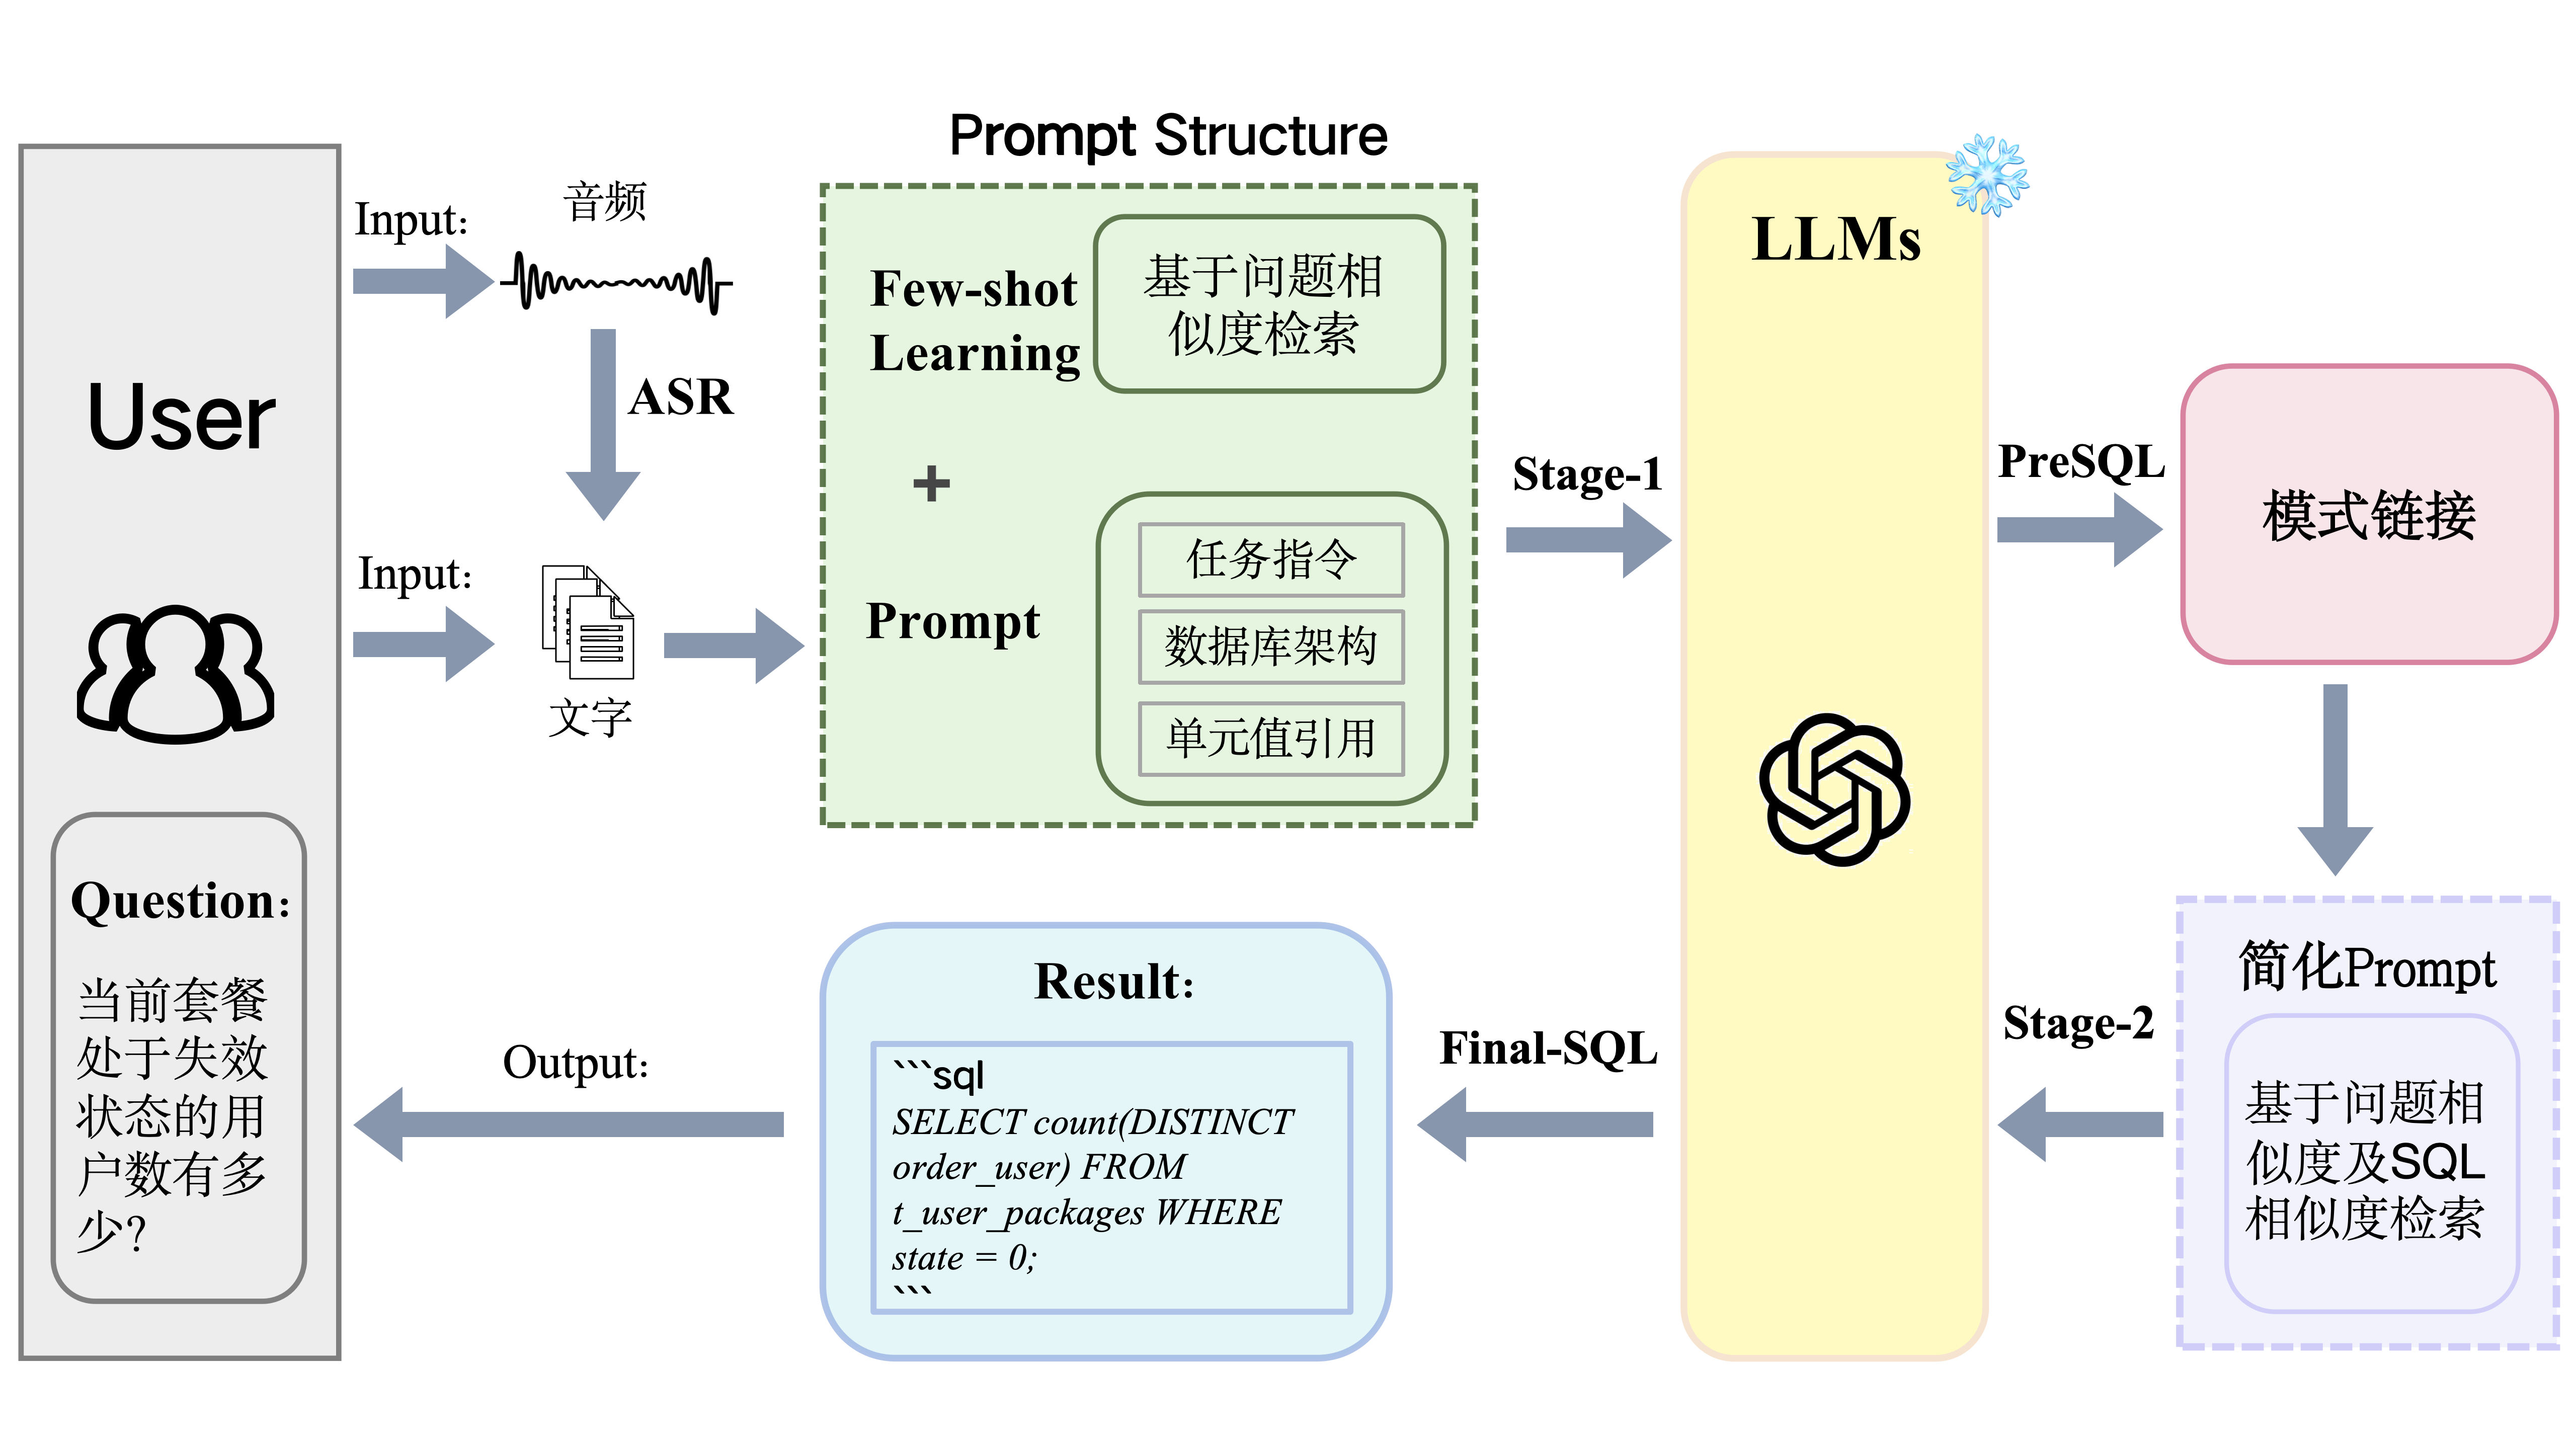 Prompt Structure
User
Question：
当前套餐
处于失效
状态的用
户数有多
少？
Input：
音频
ASR
Input：
文字
Few-shot
Learning
基于问题相
似度检索
+
Prompt
任务指令
数据库架构
单元值引用
Stage-1
LLMs
PreSQL
模式链接
简化Prompt
基于问题相
似度及SQL
相似度检索
Stage-2
Final-SQL
Result：
```sql
SELECT count(DISTINCT
order_user) FROM
t_user_packages WHERE
state = 0;
```
Output：